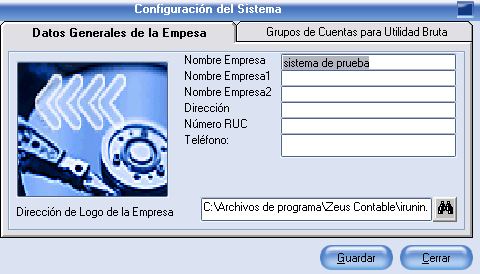 Configuración del Sistema
Datos Generales de la Empesa
Grupos de Cuentas para Utilidad Bruta
Nombre Empresa
sistema de prueba
Nombre Empresa1
Nombre Empresa2
Dirección
Número RUC
Teléfono:
Dirección de Logo de la Empresa
C:\Archivos de programa\Zeus Contable\irunin.
Guardar
Cerrar